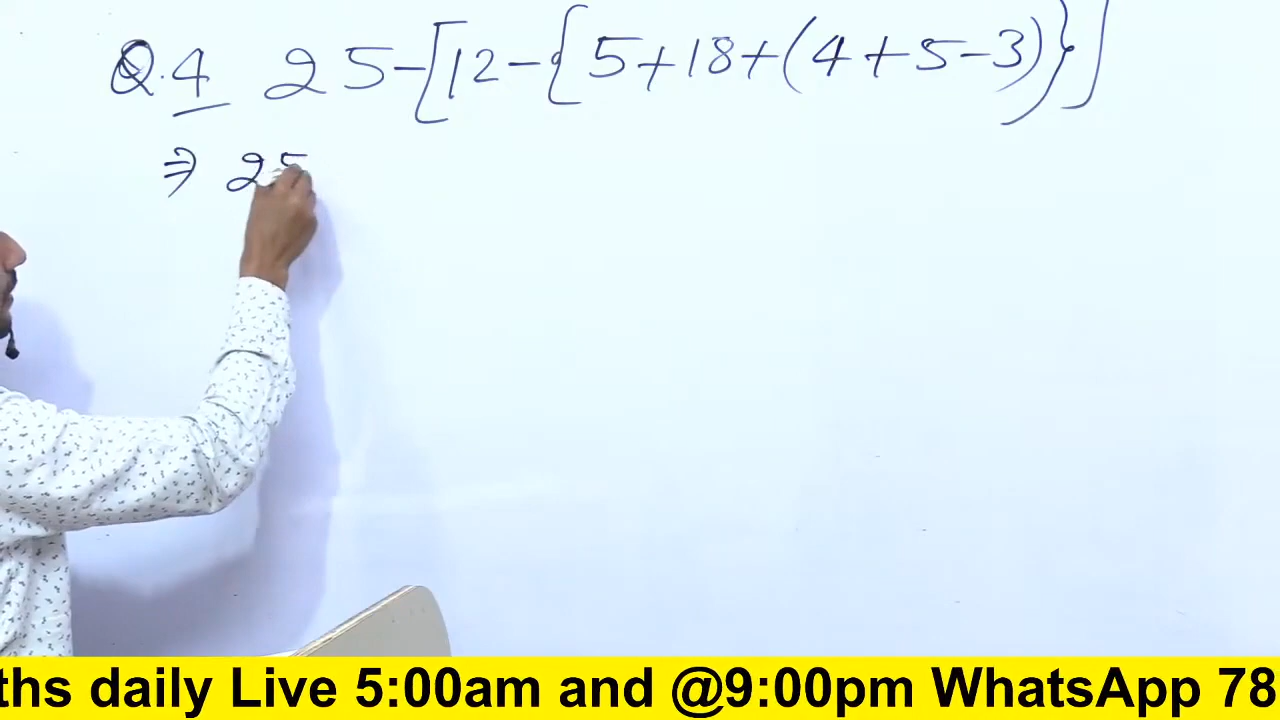 Q.4 25-[12-{5+18+(4+5-3)}]
⇒ 25
ths daily Live 5:00am and @9:00pm WhatsApp 78